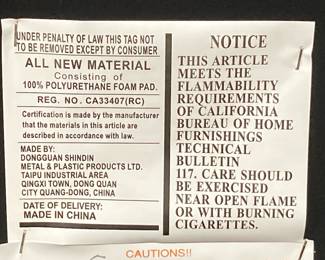 UNDER PENALTY OF LAW THIS TAG NOT
TO BE REMOVED EXCEPT BY CONSUMER
ALL NEW MATERIAL
Consisting of
100% POLYURETHANE FOAM PAD.
REG. NO. CA33407(RC)
Certification is made by the manufacturer
that the materials in this article are
described in accordance with law.
MADE BY:
DONGGUAN SHINDIN
METAL & PLASTIC PRODUCTS LTD.
TAIPU INDUSTRIAL AREA
QINGXI TOWN, DONG QUAN
CITY QUANG-DONG, CHINA
DATE OF DELIVERY:
MADE IN CHINA
NOTICE
THIS ARTICLE
MEETS THE
FLAMMABILITY
REQUIREMENTS
OF CALIFORNIA
BUREAU OF HOME
FURNISHINGS
TECHNICAL
BULLETIN
117. CARE SHOULD
BE EXERCISED
NEAR OPEN FLAME
OR WITH BURNING
CIGARETTES.
CAUTIONS!!